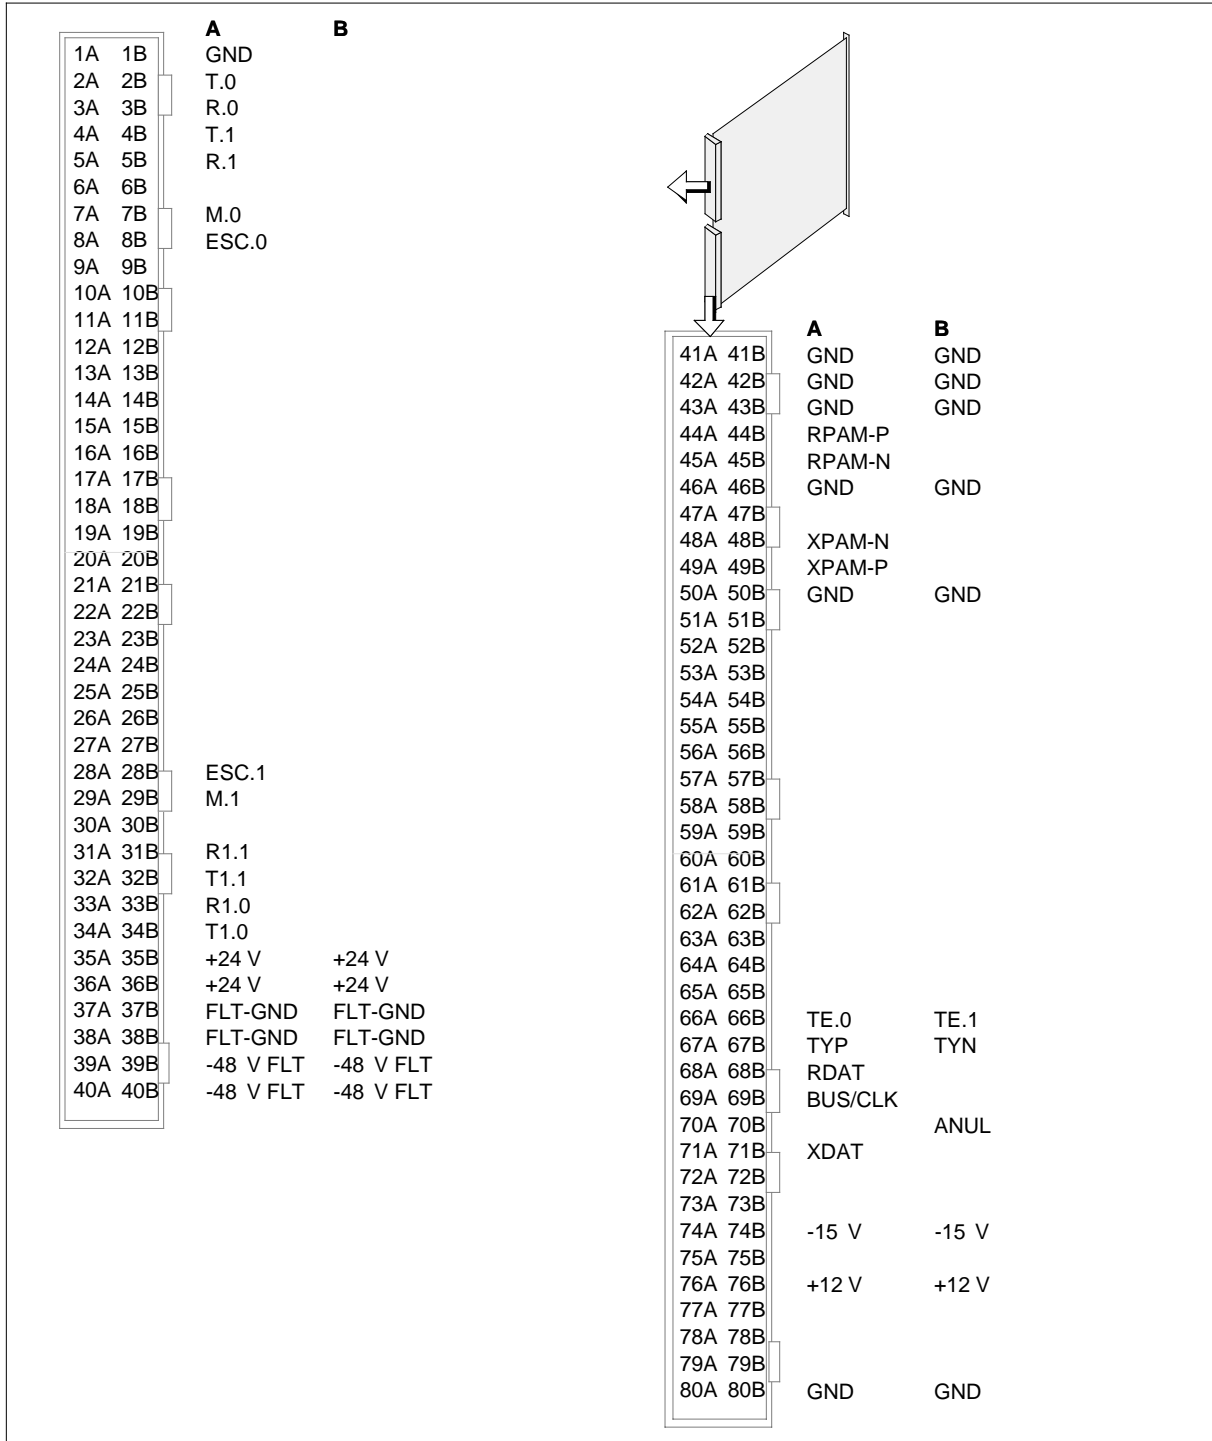 A B
1A 1B GND
2A 2B T.0
3A 3B R.0
4A 4B T.1
5A 5B R.1
6A 6B
7A 7B M.0
8A 8B ESC.0
9A 9B
10A 10B
11A 11B
12A 12B
13A 13B
14A 14B
15A 15B
16A 16B
17A 17B
18A 18B
19A 19B
20A 20B
21A 21B
22A 22B
23A 23B
24A 24B
25A 25B
26A 26B
27A 27B
28A 28B ESC.1
29A 29B M.1
30A 30B
31A 31B R1.1
32A 32B T1.1
33A 33B R1.0
34A 34B T1.0
35A 35B +24 V +24 V
36A 36B +24 V +24 V
37A 37B FLT-GND FLT-GND
38A 38B FLT-GND FLT-GND
39A 39B -48 V FLT -48 V FLT
40A 40B -48 V FLT -48 V FLT
A B
41A 41B GND GND
42A 42B GND GND
43A 43B GND GND
44A 44B RPAM-P
45A 45B RPAM-N
46A 46B GND GND
47A 47B
48A 48B XPAM-N
49A 49B XPAM-P
50A 50B GND GND
51A 51B
52A 52B
53A 53B
54A 54B
55A 55B
56A 56B
57A 57B
58A 58B
59A 59B
60A 60B
61A 61B
62A 62B
63A 63B
64A 64B
65A 65B
66A 66B TE.0 TE.1
67A 67B TYP TYN
68A 68B RDAT
69A 69B BUS/CLK
70A 70B ANUL
71A 71B XDAT
72A 72B
73A 73B
74A 74B -15 V -15 V
75A 75B
76A 76B +12 V +12 V
77A 77B
78A 78B
79A 79B
80A 80B GND GND